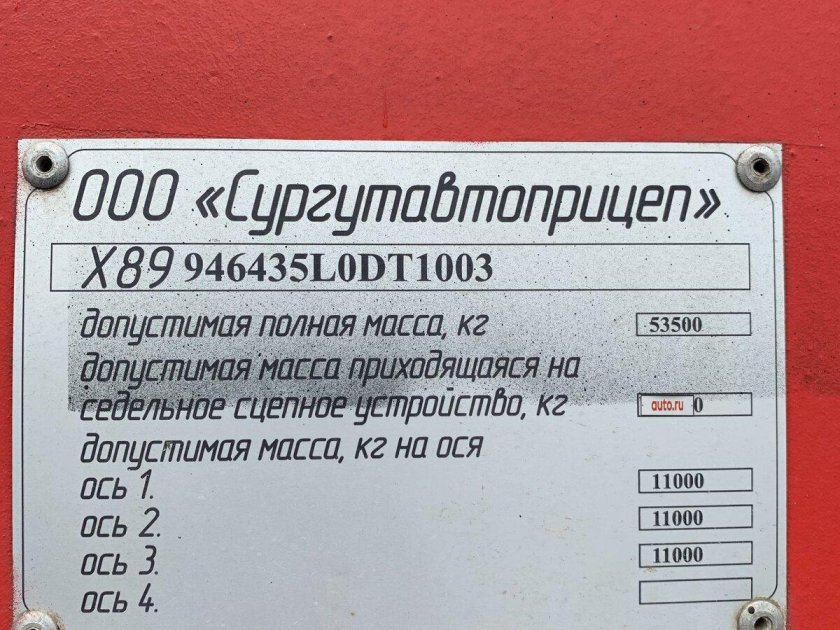 ООО «Сургутавтоприцеп»
X89 946435L0DT1003
допустимая полная масса, кг 53500
допустимая масса приходящаяся на
седельное сцепное устройство, кг auto.ru 0
допустимая масса, кг на ося
ось 1. 11000
ось 2. 11000
ось 3. 11000
ось 4.